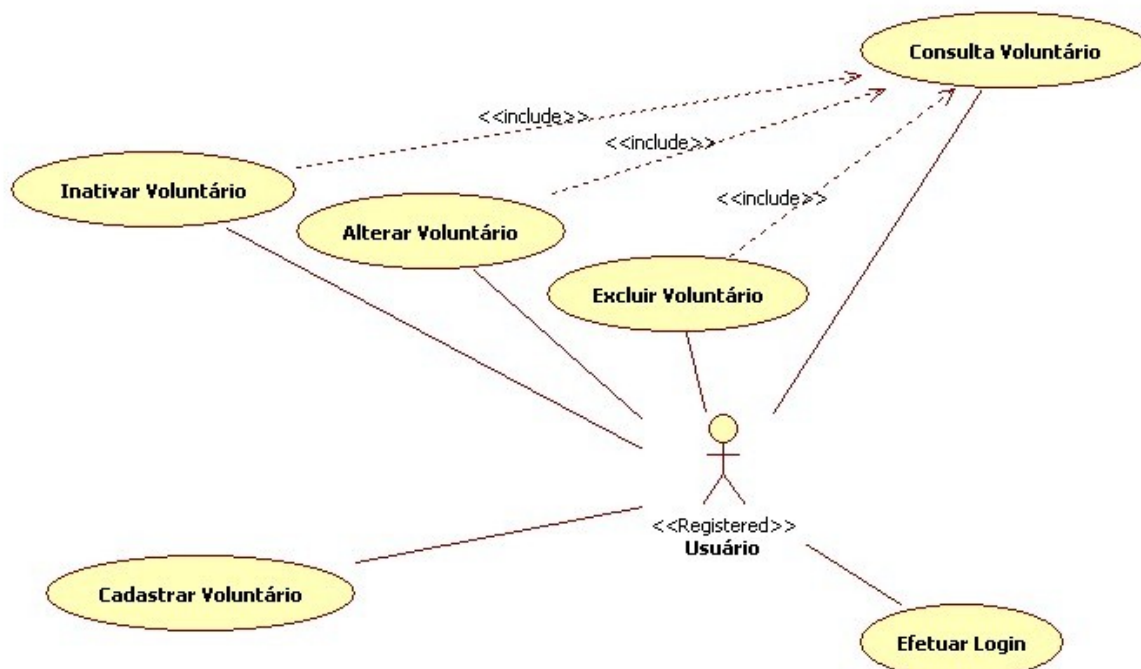 Consulta Voluntário
<<include>>
<<include>>
Inativar Voluntário
<<include>>
Alterar Voluntário
Excluir Voluntário
<<Registered>>
Usuário
Cadastrar Voluntário
Efetuar Login